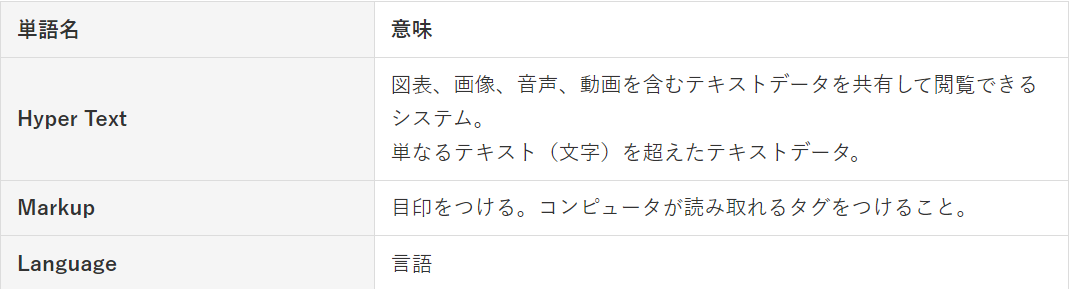 単語名 意味
Hyper Text
図表、画像、音声、動画を含むテキストデータを共有して閲覧できる
システム。
単なるテキスト（文字）を超えたテキストデータ。
Markup 目印をつける。コンピュータが読み取れるタグをつけること。
Language 言語